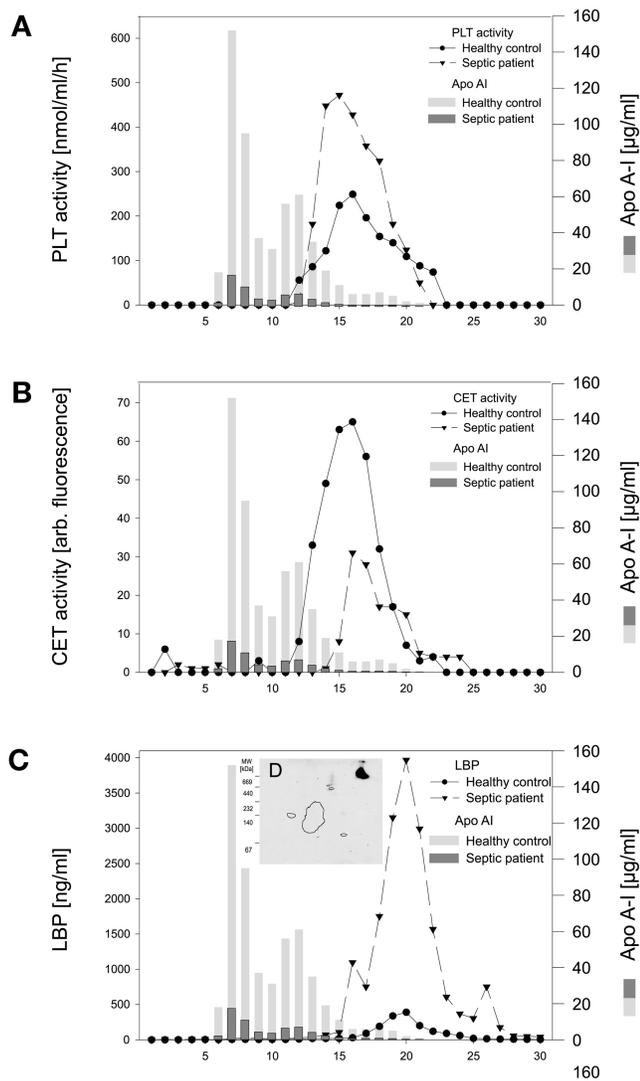 A
PLT activity [nmol/ml/h]
600
500
400
300
200
100
0
5
10
15
20
25
30
160
140
120
100
80
60
40
20
0
Apo A-I [µg/ml]
PLT activity
Healthy control
Septic patient
Apo AI
Healthy control
Septic patient
B
CET activity [arb. fluorescence]
70
60
50
40
30
20
10
0
5
10
15
20
25
30
160
140
120
100
80
60
40
20
0
Apo A-I [µg/ml]
CET activity
Healthy control
Septic patient
Apo AI
Healthy control
Septic patient
C
LBP [ng/ml]
4000
3500
3000
2500
2000
1500
1000
500
0
5
10
15
20
25
30
160
140
120
100
80
60
40
20
0
Apo A-I [µg/ml]
MW
[kDa]
669
440
232
140
67
D
LBP
Healthy control
Septic patient
Apo AI
Healthy control
Septic patient
160